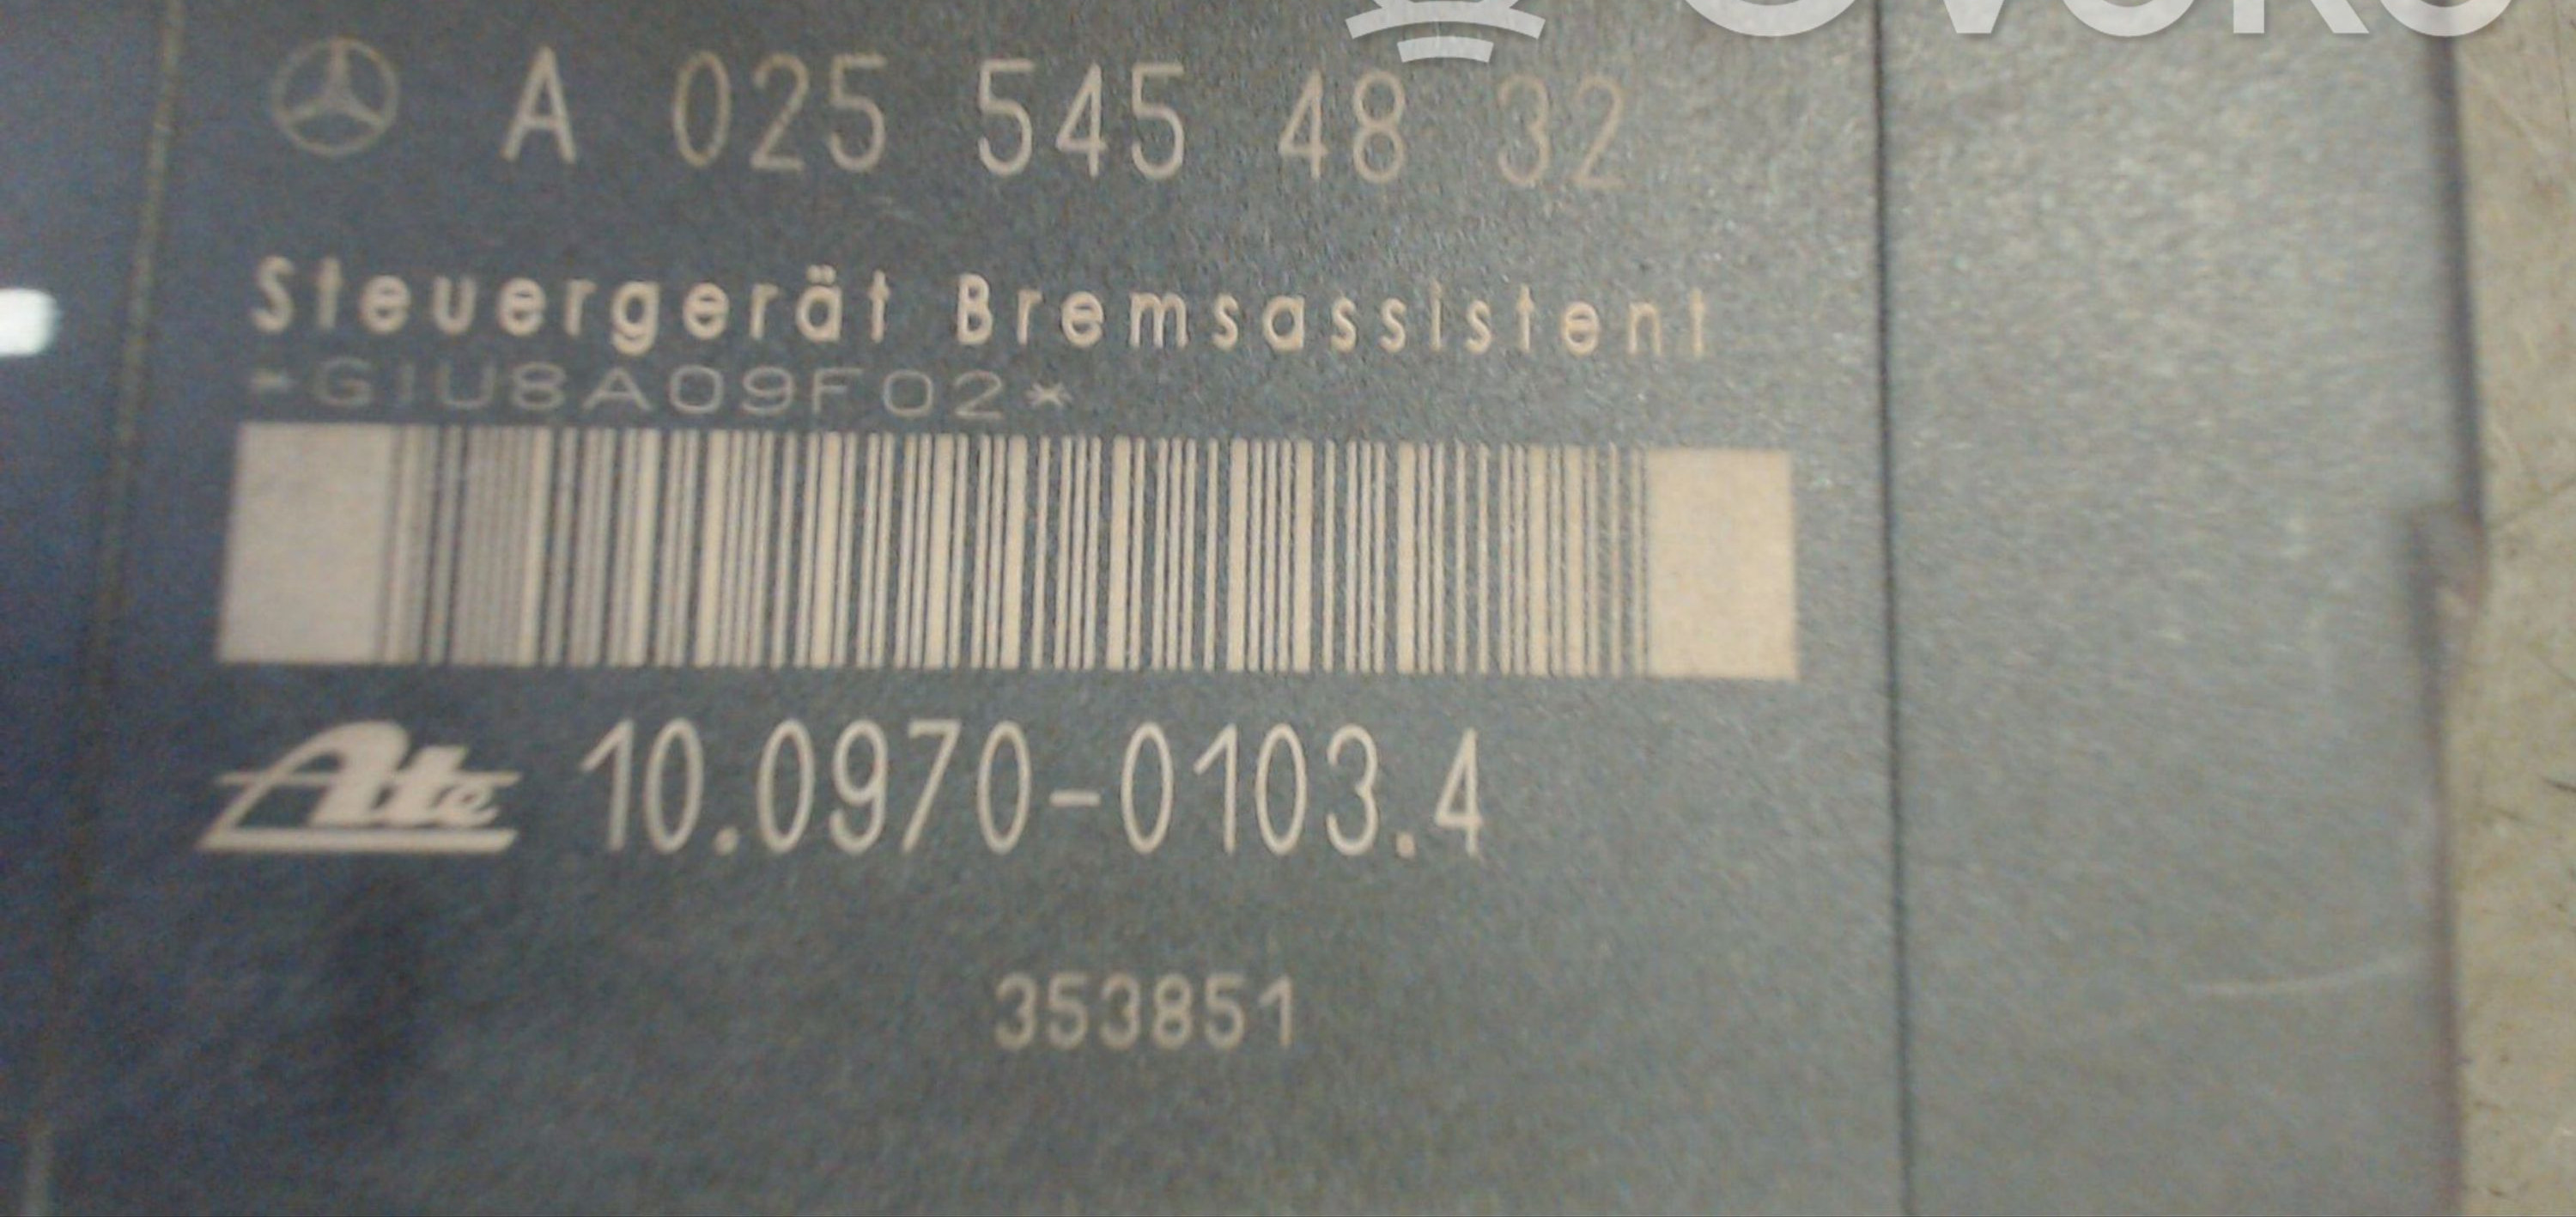 A 025 545 48 32
Steuergerät Bremsassistent
*GIU8A09F02*
Ate 10.0970-0103.4
353851